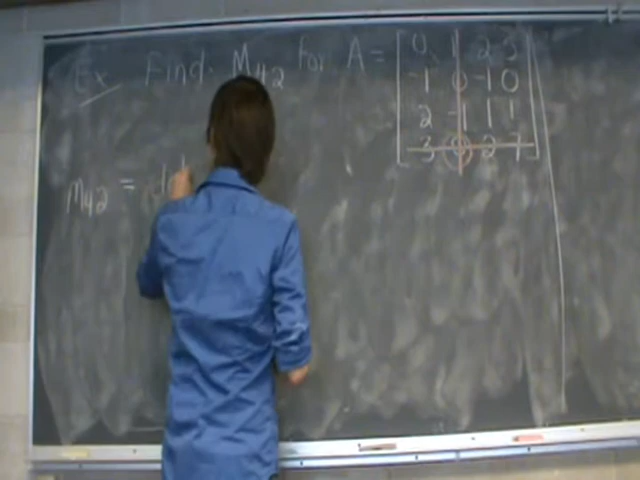 Ex Find M42 for A =
0 1 2 3
-1 0 -1 0
2 -1 1 1
3 0 2 7
M42 = det